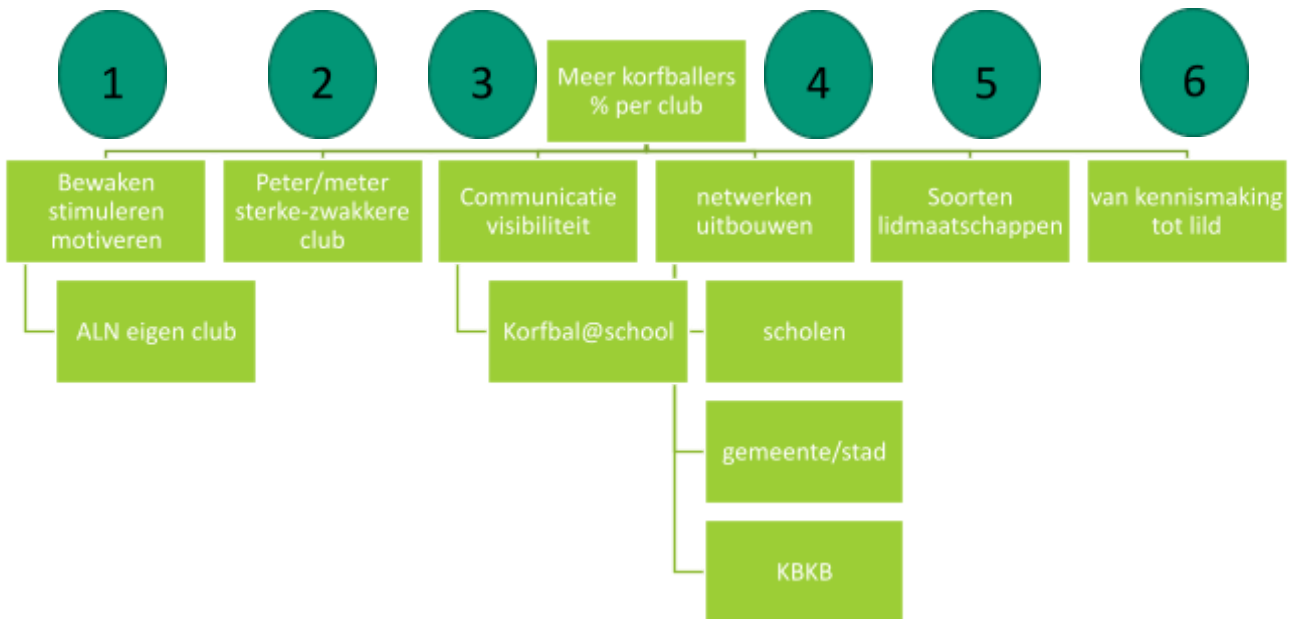 1
2
3
Meer korfballers
% per club
4
5
6
Bewaken
stimuleren
motiveren
Peter/meter
sterke-zwakkere
club
Communicatie
visibiliteit
netwerken
uitbouwen
Soorten
lidmaatschappen
van kennismaking
tot lild
ALN eigen club
Korfbal@school
scholen
gemeente/stad
KBKB